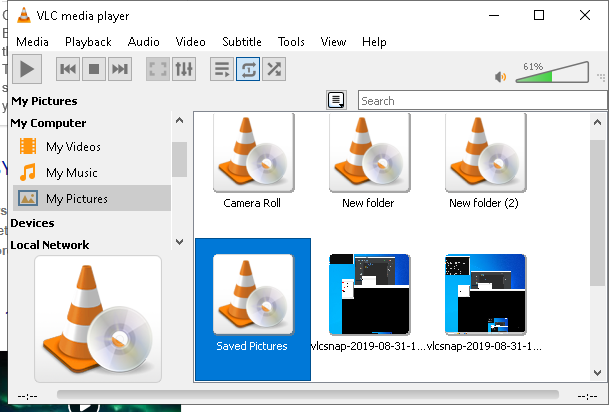 VLC media player
Media Playback Audio Video Subtitle Tools View Help
61%
My Pictures
Search
My Computer
My Videos
My Music
My Pictures
Devices
Local Network
Camera Roll
New folder
New folder (2)
Saved Pictures
vlcsnap-2019-08-31-1...
vlcsnap-2019-08-31-1...
--:--
--:--